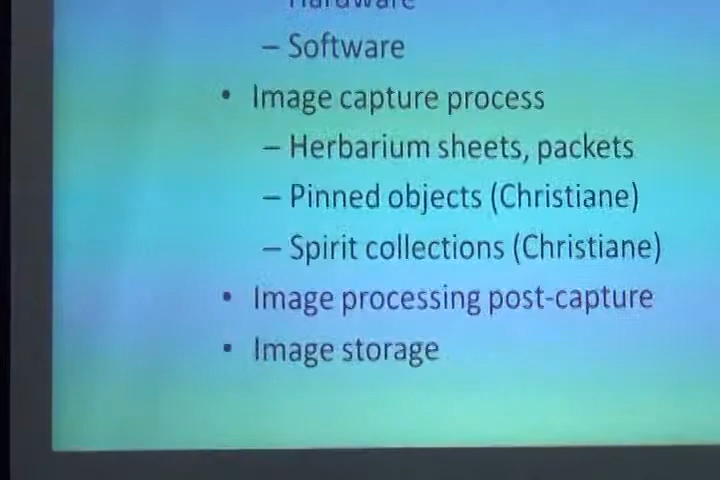 Hardware
– Software
• Image capture process
– Herbarium sheets, packets
– Pinned objects (Christiane)
– Spirit collections (Christiane)
• Image processing post-capture
• Image storage